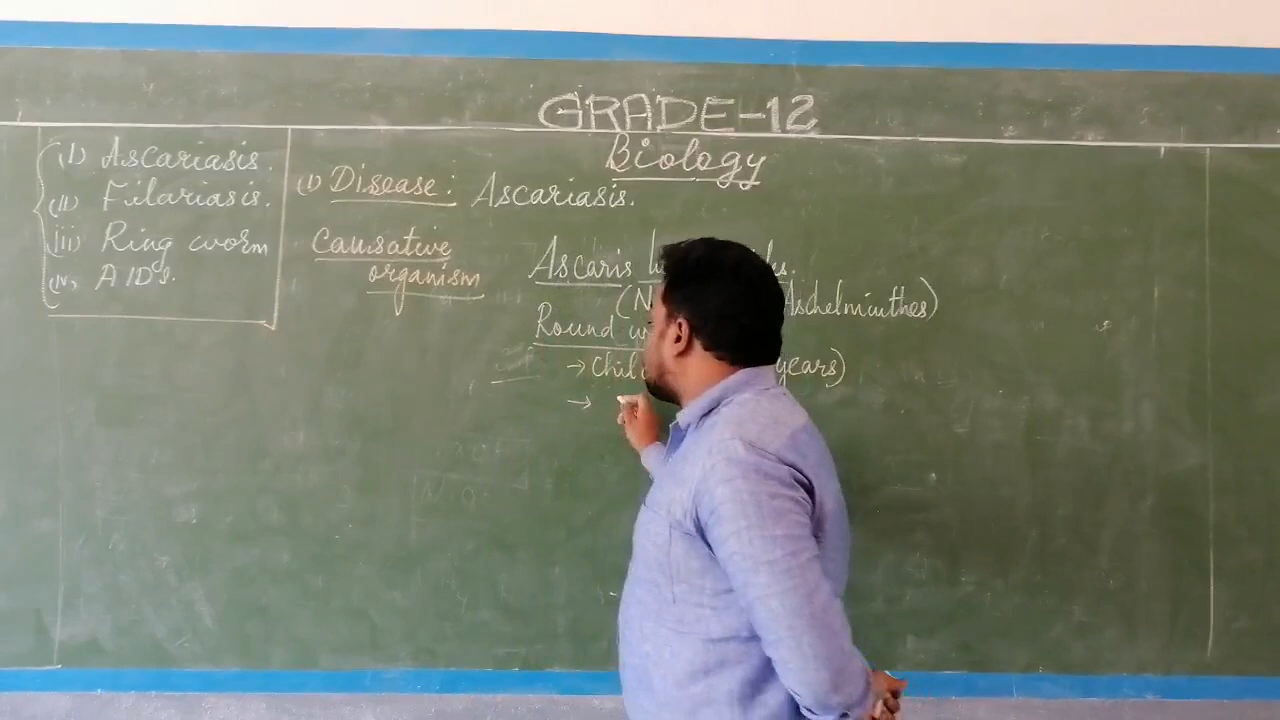 GRADE-12
Biology
(i) Ascariasis.
(ii) Filariasis.
(iii) Ring worm
(iv) AIDs.
(i) Disease: Ascariasis.
Causative organism
Ascaris
(N Aschelminthes)
Round
→ years)
→